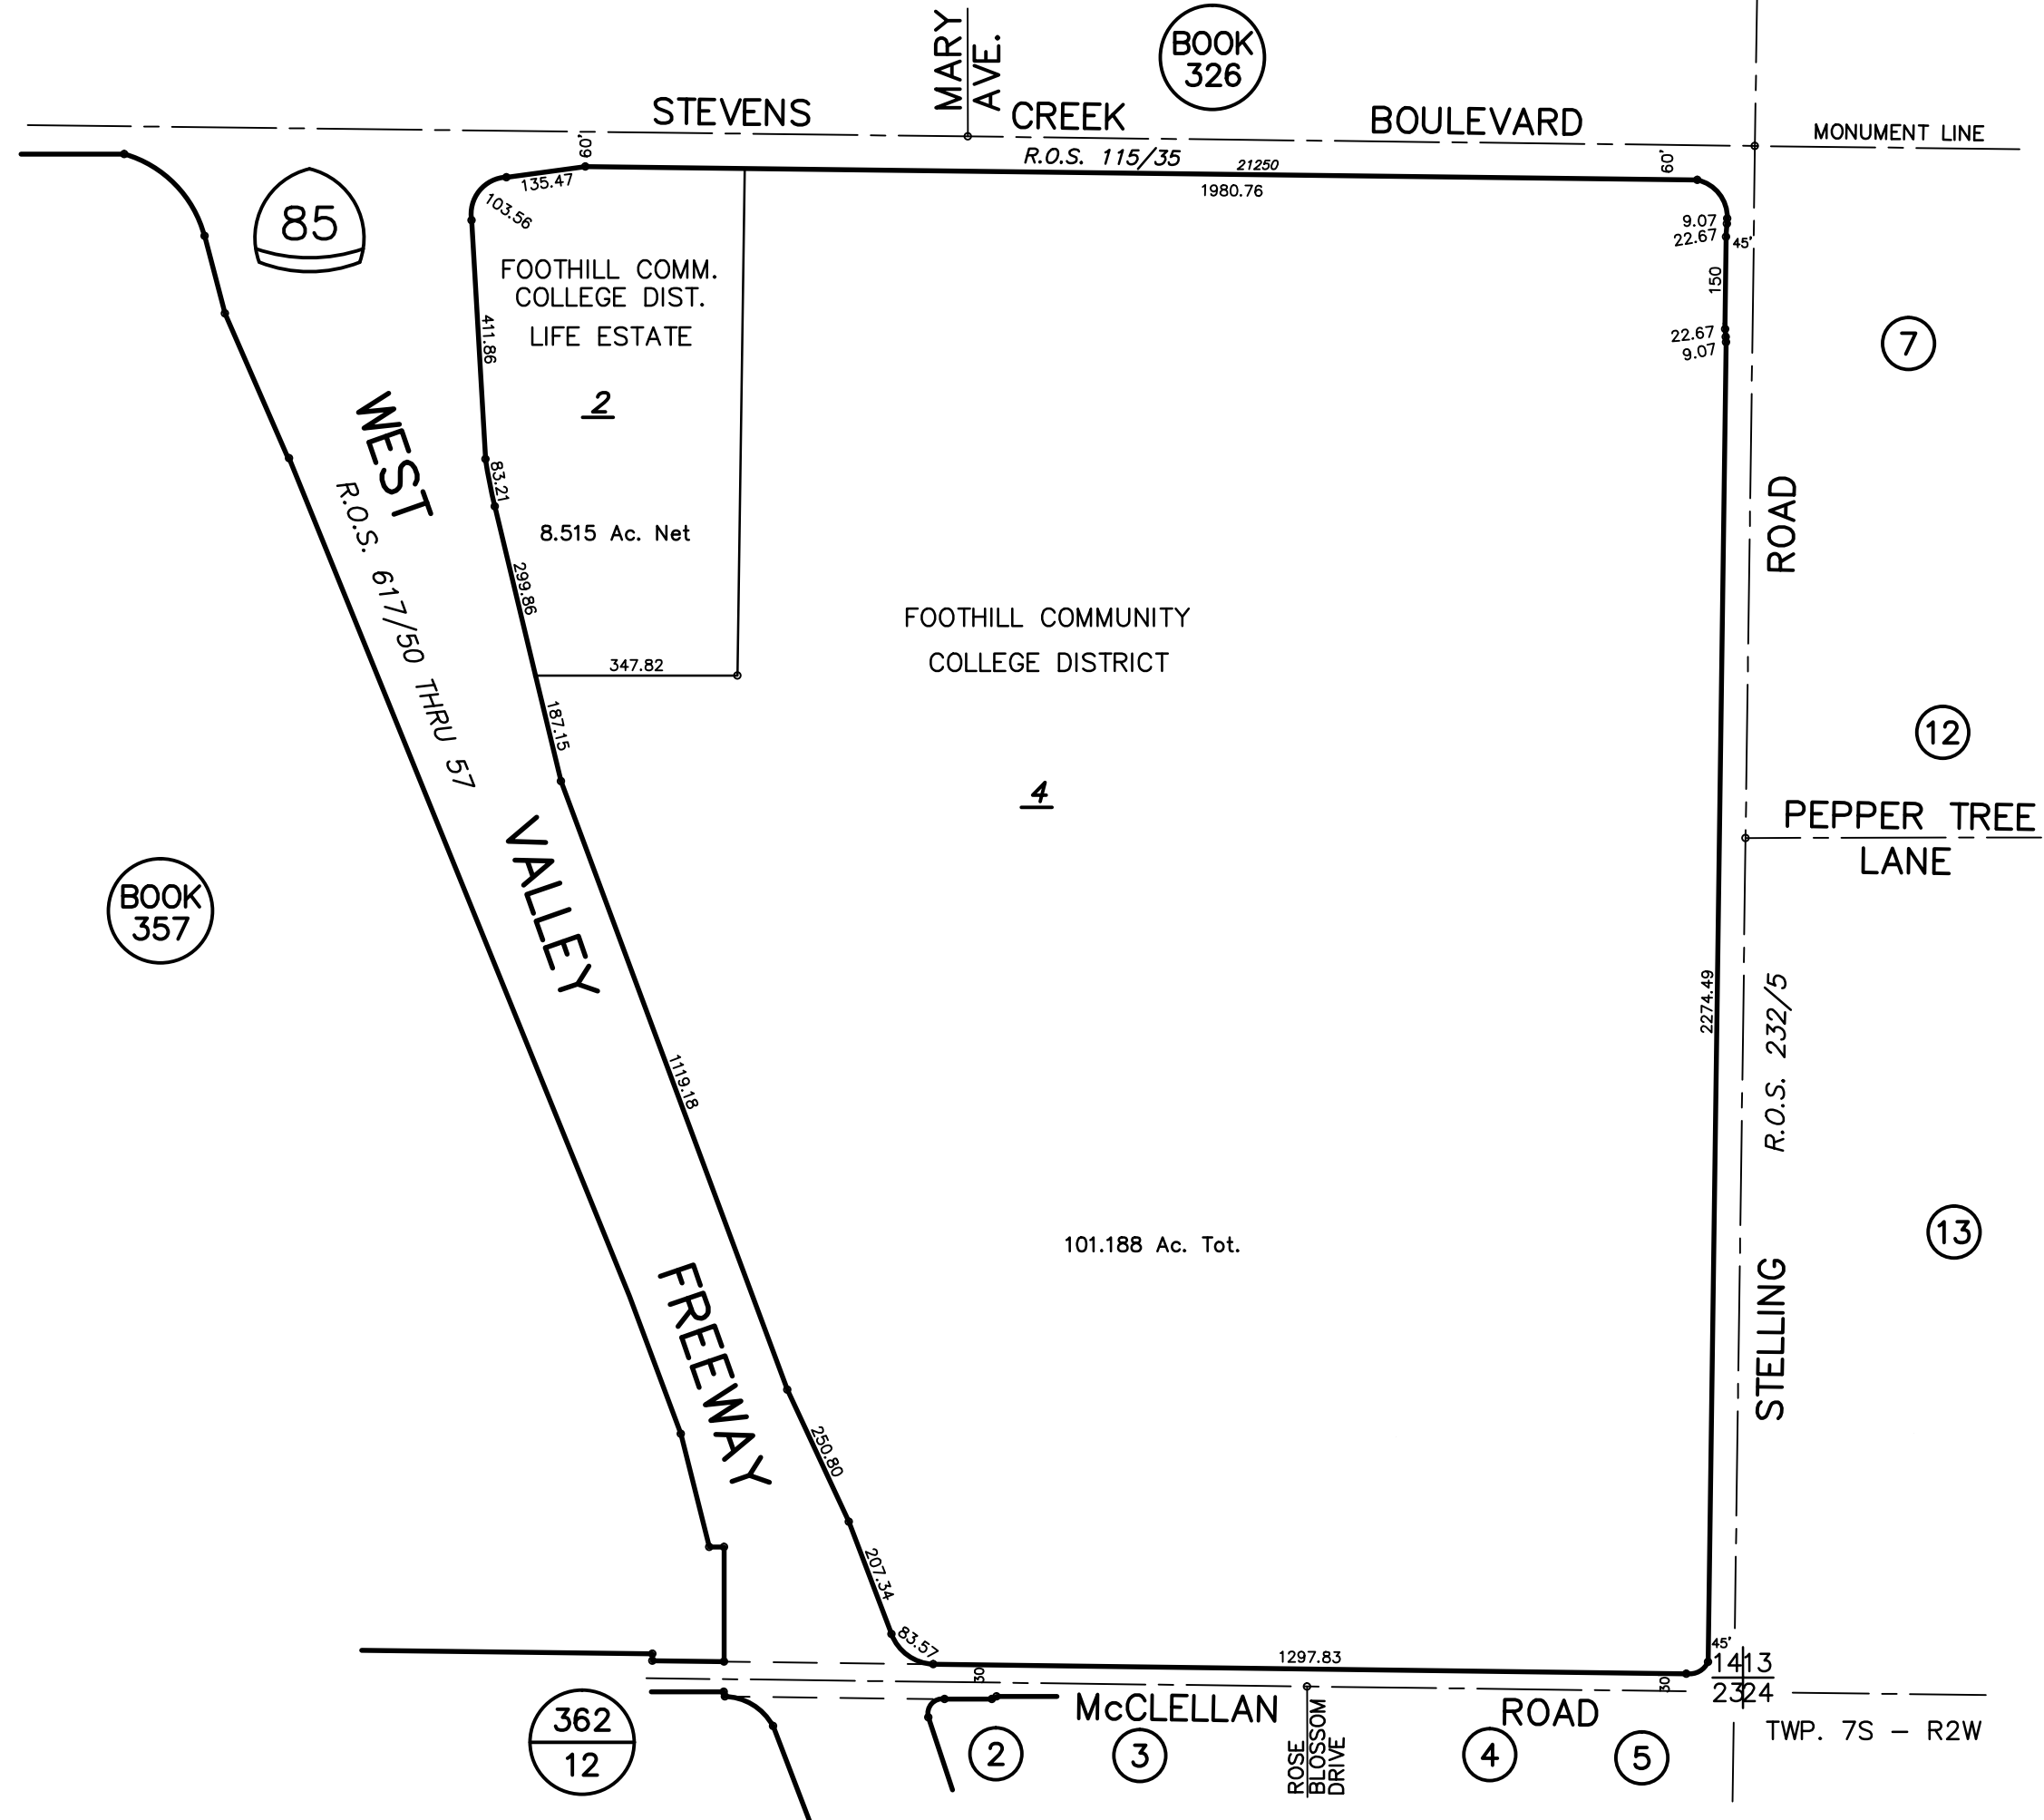 MARY
AVE.
BOOK
326
STEVENS
CREEK
BOULEVARD
MONUMENT LINE
60'
R.O.S. 115/35
21250
60'
135.47
1980.76
103.56
85
9.07
22.67
45'
150
FOOTHILL COMM.
COLLEGE DIST.
LIFE ESTATE
411.86
22.67
9.07
7
2
WEST
83.21
R.O.S. 617/50 THRU 57
8.515 Ac. Net
ROAD
299.86
FOOTHILL COMMUNITY
COLLEGE DISTRICT
347.82
187.15
12
4
PEPPER TREE
LANE
VALLEY
BOOK
357
2274.49
R.O.S. 232/5
1119.18
13
101.188 Ac. Tot.
FREEWAY
STELLING
250.80
207.34
83.57
1297.83
45'
30
30
14 13
23 24
McCLELLAN
ROAD
TWP. 7S - R2W
362
12
2
3
ROSE
BLOSSOM
DRIVE
4
5